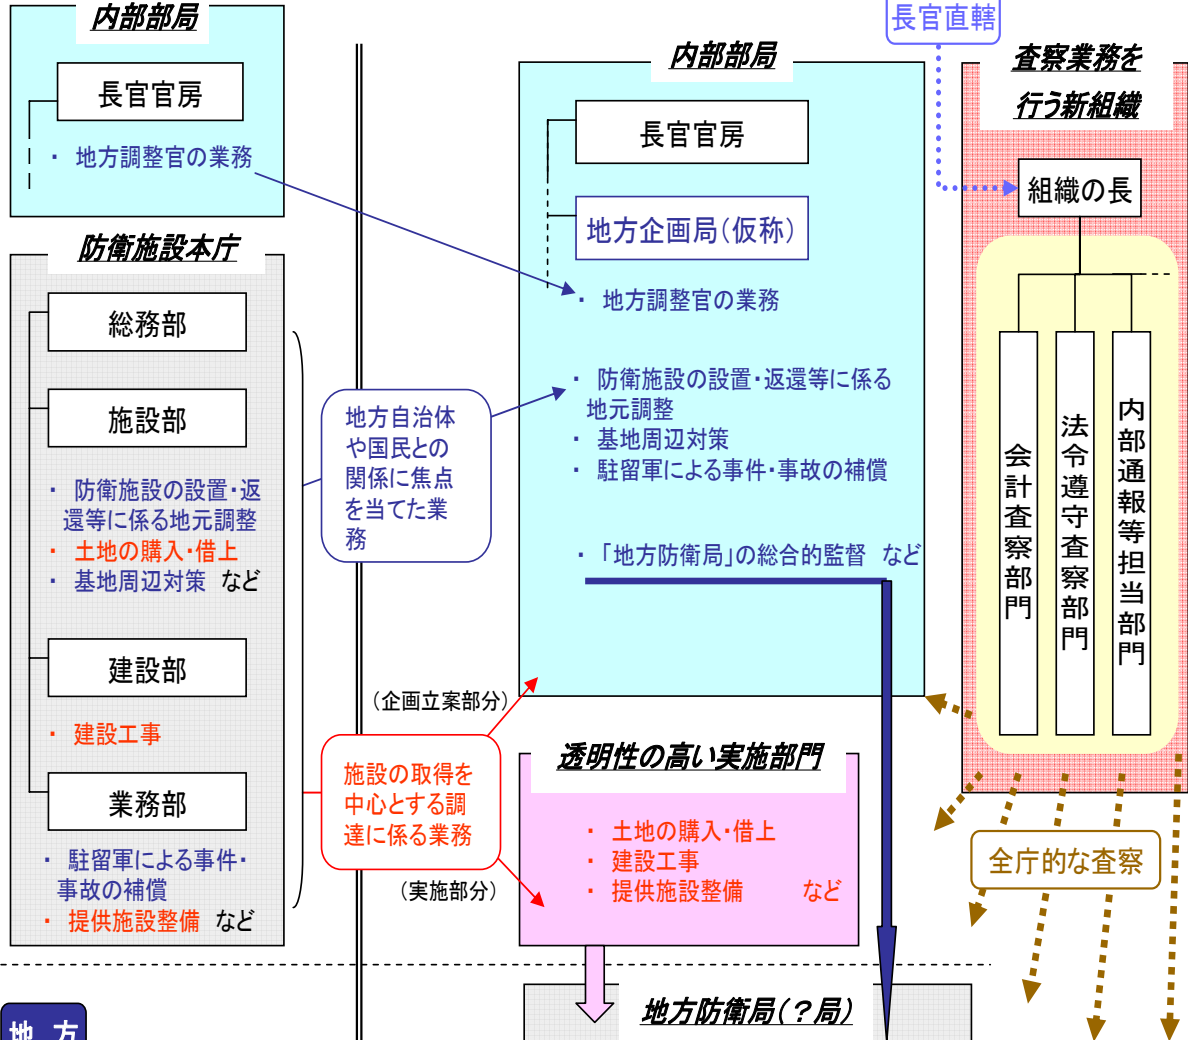 内部部局
長官官房
・ 地方調整官の業務
防衛施設本庁
総務部
施設部
・ 防衛施設の設置・返
還等に係る地元調整
・ 土地の購入・借上
・ 基地周辺対策 など
建設部
・ 建設工事
業務部
・ 駐留軍による事件・
事故の補償
・ 提供施設整備 など
地 方
地方自治体
や国民との
関係に焦点
を当てた業
務
(企画立案部分)
施設の取得を
中心とする調
達に係る業務
(実施部分)
内部部局
長官官房
地方企画局(仮称)
・ 地方調整官の業務
・ 防衛施設の設置・返還等に係る
地元調整
・ 基地周辺対策
・ 駐留軍による事件・事故の補償
・ 「地方防衛局」の総合的監督 など
透明性の高い実施部門
・ 土地の購入・借上
・ 建設工事
・ 提供施設整備 など
地方防衛局(?局)
長官直轄
査察業務を
行う新組織
組織の長
会計査察部門
法令遵守査察部門
内部通報等担当部門
全庁的な査察